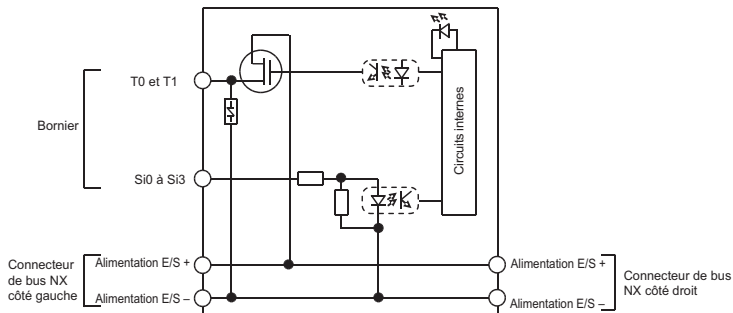 T0 et T1
Bornier
Circuits internes
Si0 à Si3
Connecteur
de bus NX
côté gauche
Alimentation E/S +
Alimentation E/S –
Alimentation E/S +
Alimentation E/S –
Connecteur de bus
NX côté droit